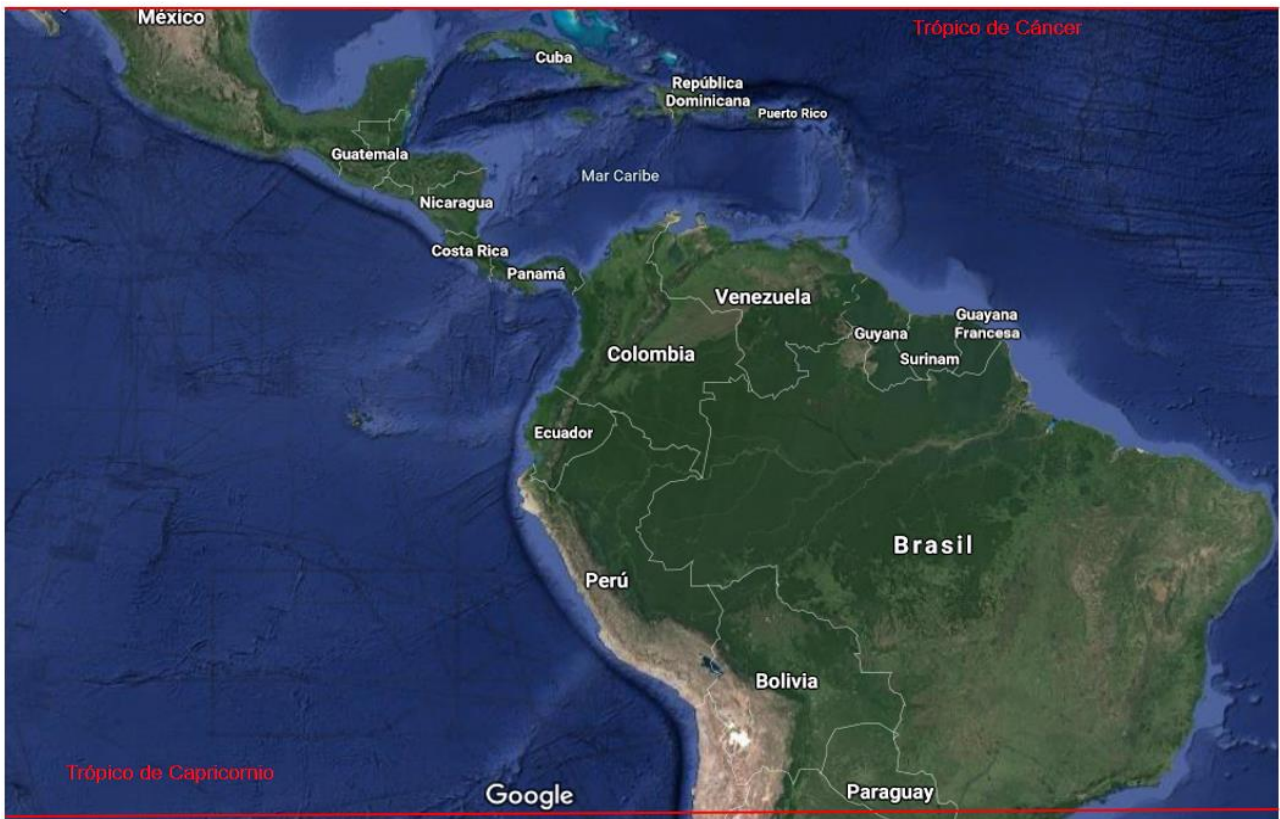 México
Trópico de Cáncer
Cuba
República
Dominicana
Puerto Rico
Guatemala
Mar Caribe
Nicaragua
Costa Rica
Panamá
Venezuela
Guayana
Francesa
Guyana
Surinam
Colombia
Ecuador
Brasil
Perú
Bolivia
Trópico de Capricornio
Google
Paraguay